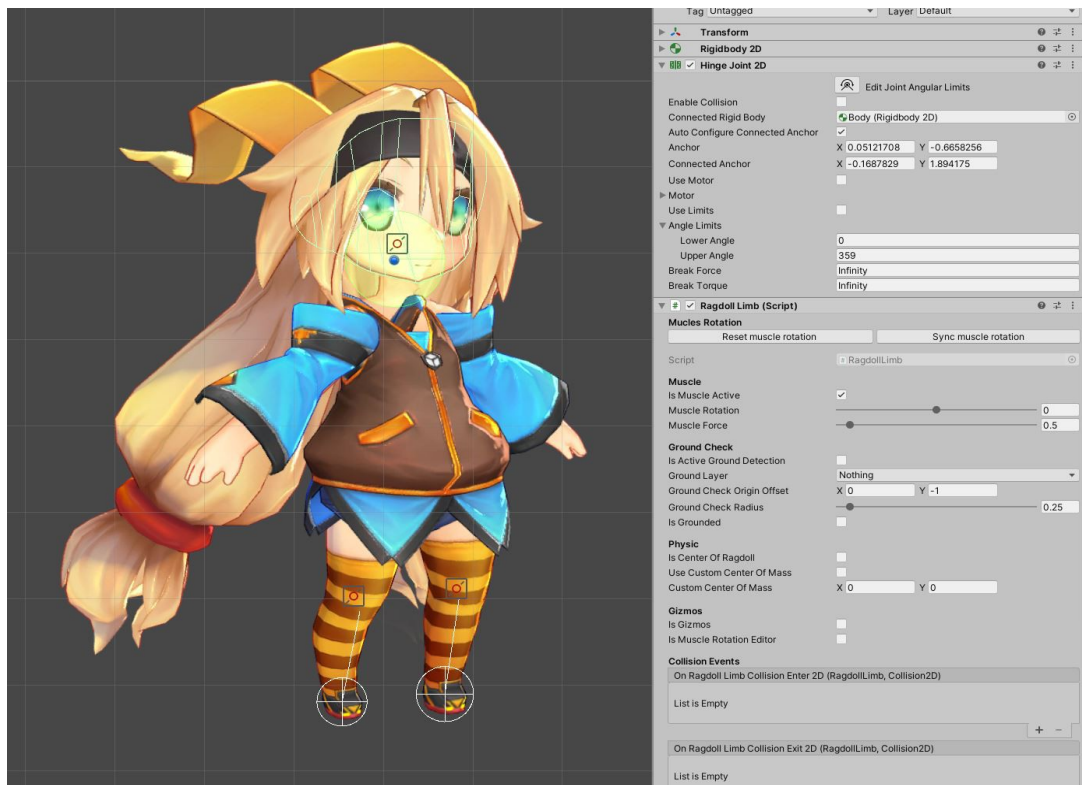 Tag Untagged Layer Default
Transform
Rigidbody 2D
Hinge Joint 2D
Edit Joint Angular Limits
Enable Collision
Connected Rigid Body Body (Rigidbody 2D)
Auto Configure Connected Anchor
Anchor X 0.05121708 Y -0.6658256
Connected Anchor X -0.1687829 Y 1.894175
Use Motor
Motor
Use Limits
Angle Limits
Lower Angle 0
Upper Angle 359
Break Force Infinity
Break Torque Infinity
# Ragdoll Limb (Script)
Mucles Rotation
Reset muscle rotation Sync muscle rotation
Script RagdollLimb
Muscle
Is Muscle Active
Muscle Rotation 0
Muscle Force 0.5
Ground Check
Is Active Ground Detection
Ground Layer Nothing
Ground Check Origin Offset X 0 Y -1
Ground Check Radius 0.25
Is Grounded
Physic
Is Center Of Ragdoll
Use Custom Center Of Mass
Custom Center Of Mass X 0 Y 0
Gizmos
Is Gizmos
Is Muscle Rotation Editor
Collision Events
On Ragdoll Limb Collision Enter 2D (RagdollLimb, Collision2D)
List is Empty
+ −
On Ragdoll Limb Collision Exit 2D (RagdollLimb, Collision2D)
List is Empty